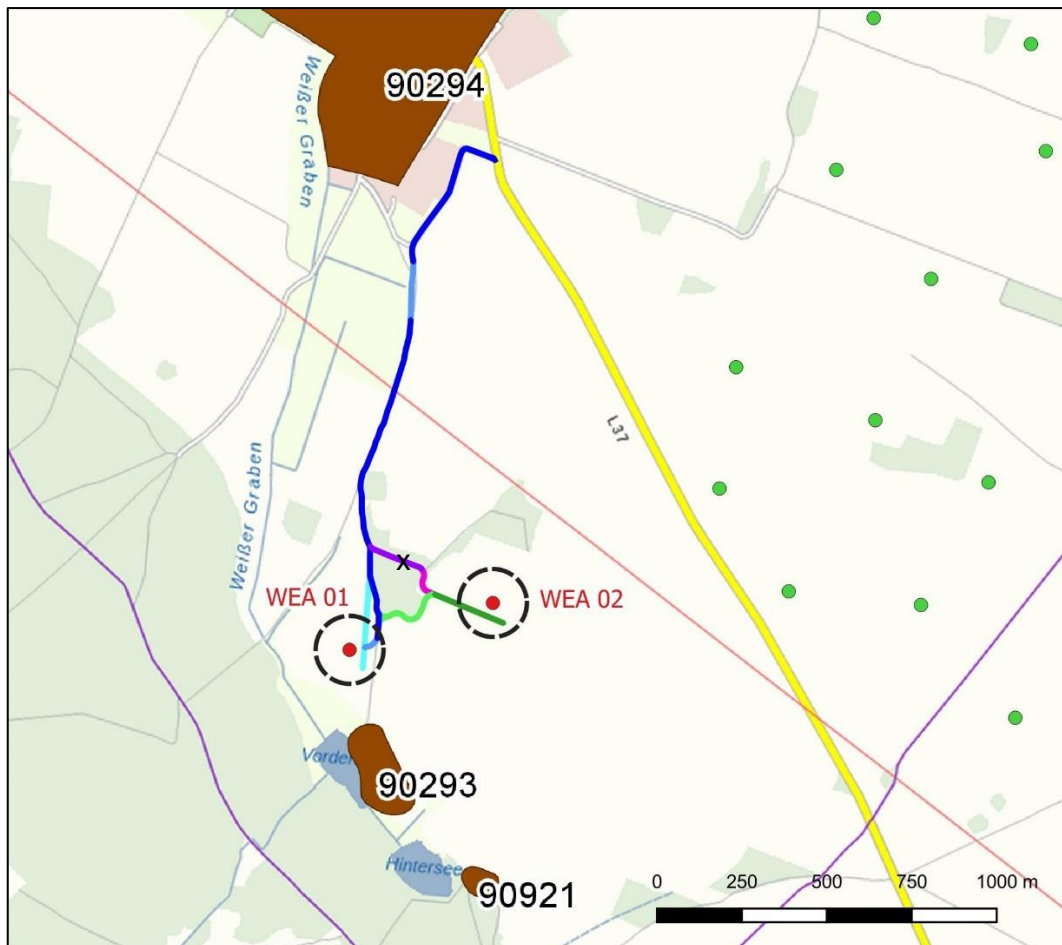 Weißer Graben
90294
L37
Weißer Graben
x
WEA 01
WEA 02
Vorder
90293
Hintersee
90921
0 250 500 750 1000 m